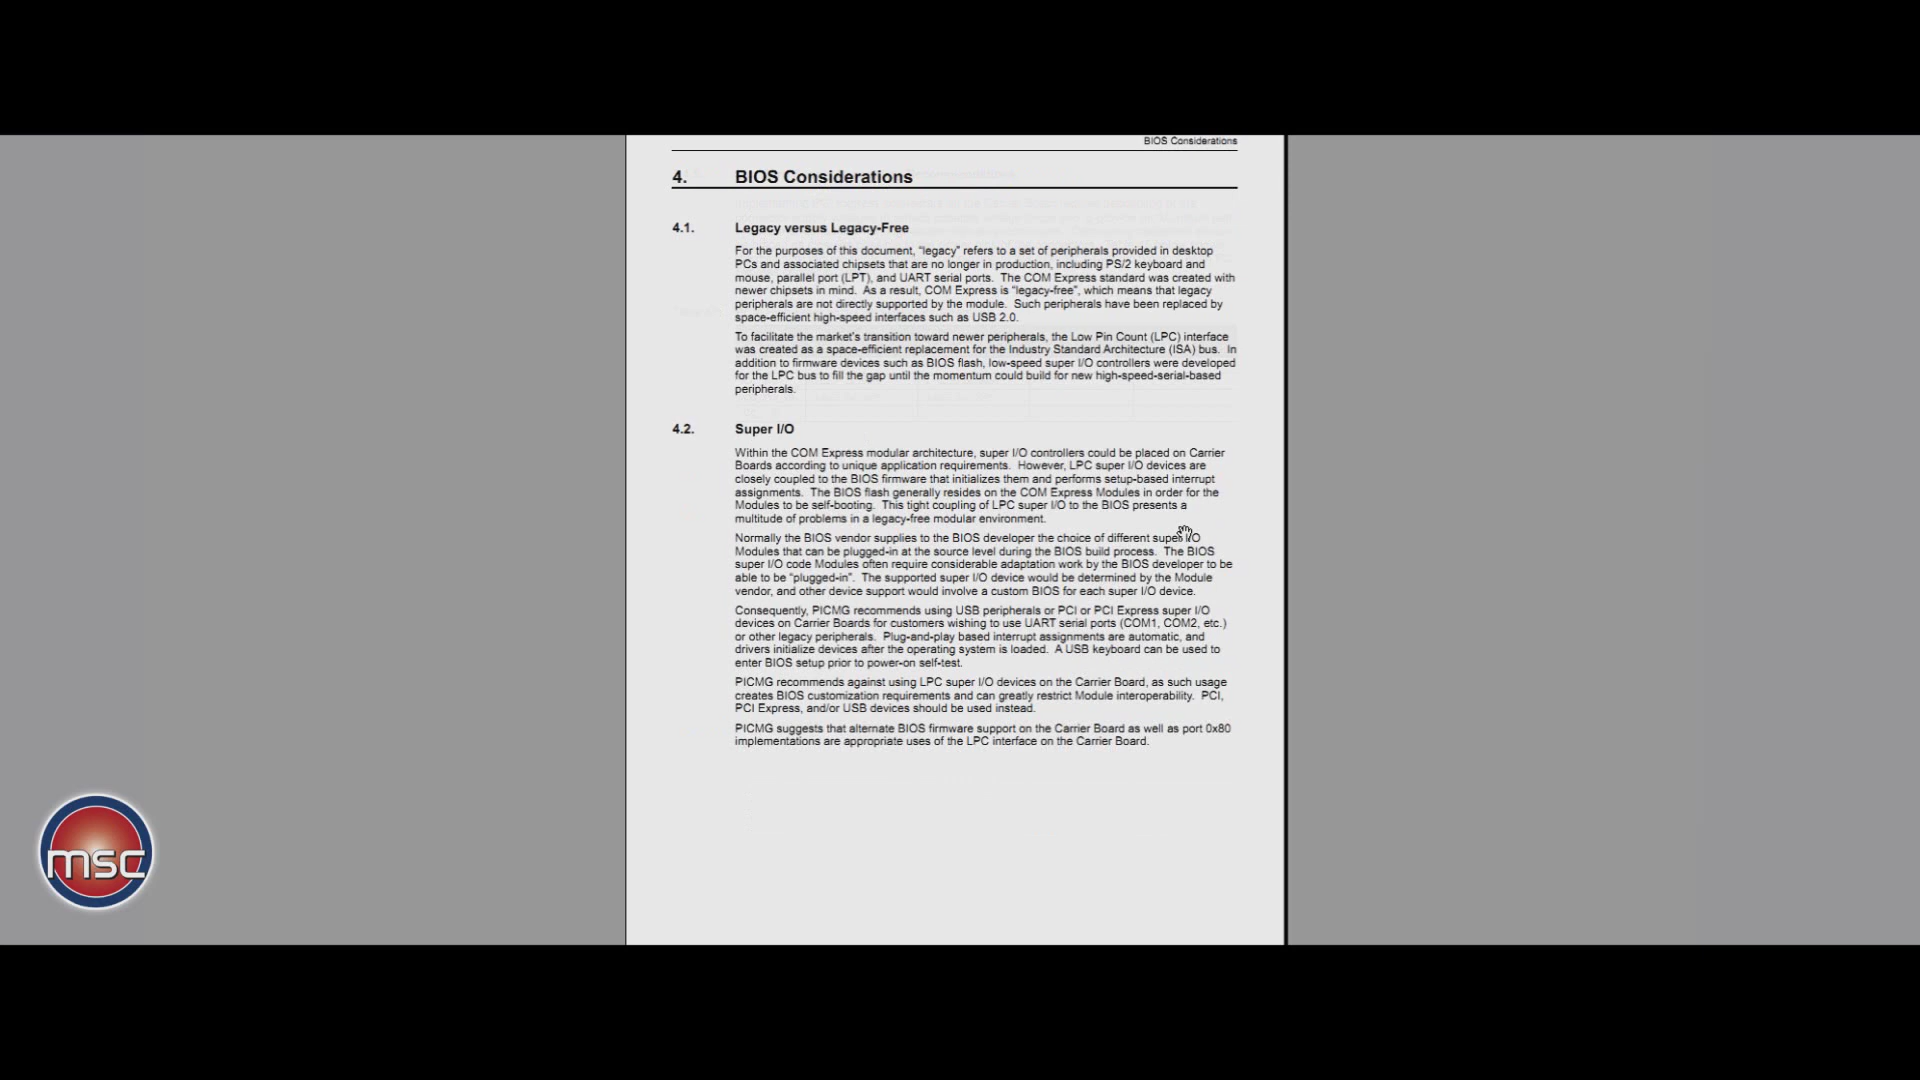 BIOS Considerations
4. BIOS Considerations
4.1. Legacy versus Legacy-Free
For the purposes of this document, “legacy” refers to a set of peripherals provided in desktop
PCs and associated chipsets that are no longer in production, including PS/2 keyboard and
mouse, parallel port (LPT), and UART serial ports. The COM Express standard was created with
newer chipsets in mind. As a result, COM Express is “legacy-free”, which means that legacy
peripherals are not directly supported by the module. Such peripherals have been replaced by
space-efficient high-speed interfaces such as USB 2.0.
To facilitate the market's transition toward newer peripherals, the Low Pin Count (LPC) interface
was created as a space-efficient replacement for the Industry Standard Architecture (ISA) bus. In
addition to firmware devices such as BIOS flash, low-speed super I/O controllers were developed
for the LPC bus to fill the gap until the momentum could build for new high-speed-serial-based
peripherals.
4.2. Super I/O
Within the COM Express modular architecture, super I/O controllers could be placed on Carrier
Boards according to unique application requirements. However, LPC super I/O devices are
closely coupled to the BIOS firmware that initializes them and performs setup-based interrupt
assignments. The BIOS flash generally resides on the COM Express Modules in order for the
Modules to be self-booting. This tight coupling of LPC super I/O to the BIOS presents a
multitude of problems in a legacy-free modular environment.
Normally the BIOS vendor supplies to the BIOS developer the choice of different super I/O
Modules that can be plugged-in at the source level during the BIOS build process. The BIOS
super I/O code Modules often require considerable adaptation work by the BIOS developer to be
able to be “plugged-in”. The supported super I/O device would be determined by the Module
vendor, and other device support would involve a custom BIOS for each super I/O device.
Consequently, PICMG recommends using USB peripherals or PCI or PCI Express super I/O
devices on Carrier Boards for customers wishing to use UART serial ports (COM1, COM2, etc.)
or other legacy peripherals. Plug-and-play based interrupt assignments are automatic, and
drivers initialize devices after the operating system is loaded. A USB keyboard can be used to
enter BIOS setup prior to power-on self-test.
PICMG recommends against using LPC super I/O devices on the Carrier Board, as such usage
creates BIOS customization requirements and can greatly restrict Module interoperability. PCI,
PCI Express, and/or USB devices should be used instead.
PICMG suggests that alternate BIOS firmware support on the Carrier Board as well as port 0x80
implementations are appropriate uses of the LPC interface on the Carrier Board.
msc